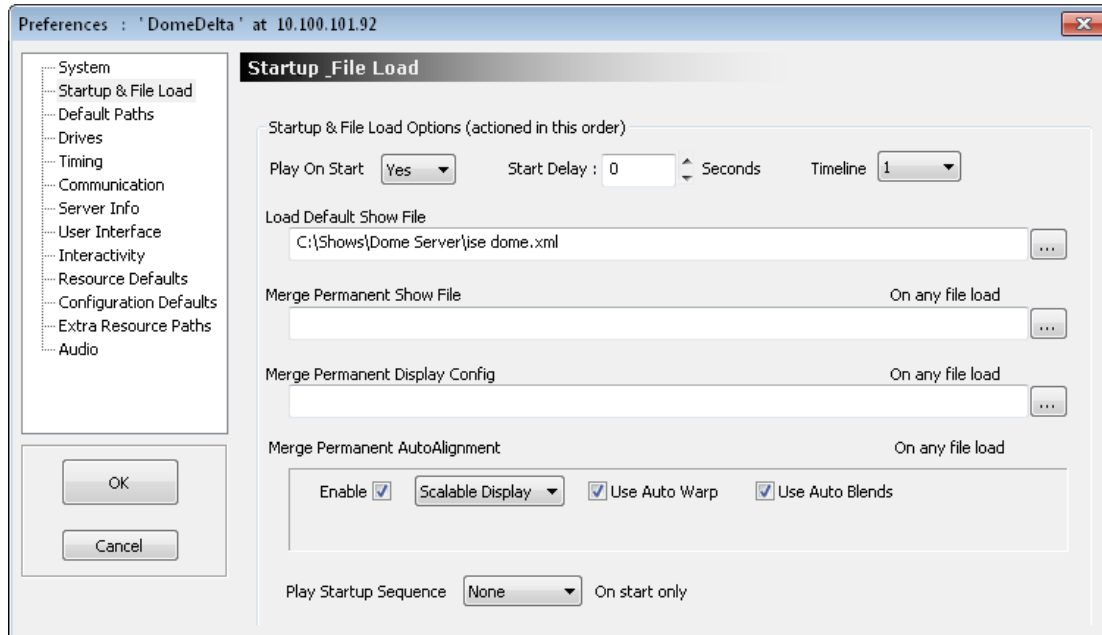 Preferences : 'DomeDelta ' at 10.100.101.92
System
Startup & File Load
Default Paths
Drives
Timing
Communication
Server Info
User Interface
Interactivity
Resource Defaults
Configuration Defaults
Extra Resource Paths
Audio
OK
Cancel
Startup _File Load
Startup & File Load Options (actioned in this order)
Play On Start Yes Start Delay : 0 Seconds Timeline 1
Load Default Show File
C:\Shows\Dome Server\ise dome.xml ...
Merge Permanent Show File On any file load
...
Merge Permanent Display Config On any file load
...
Merge Permanent AutoAlignment On any file load
Enable Scalable Display Use Auto Warp Use Auto Blends
Play Startup Sequence None On start only